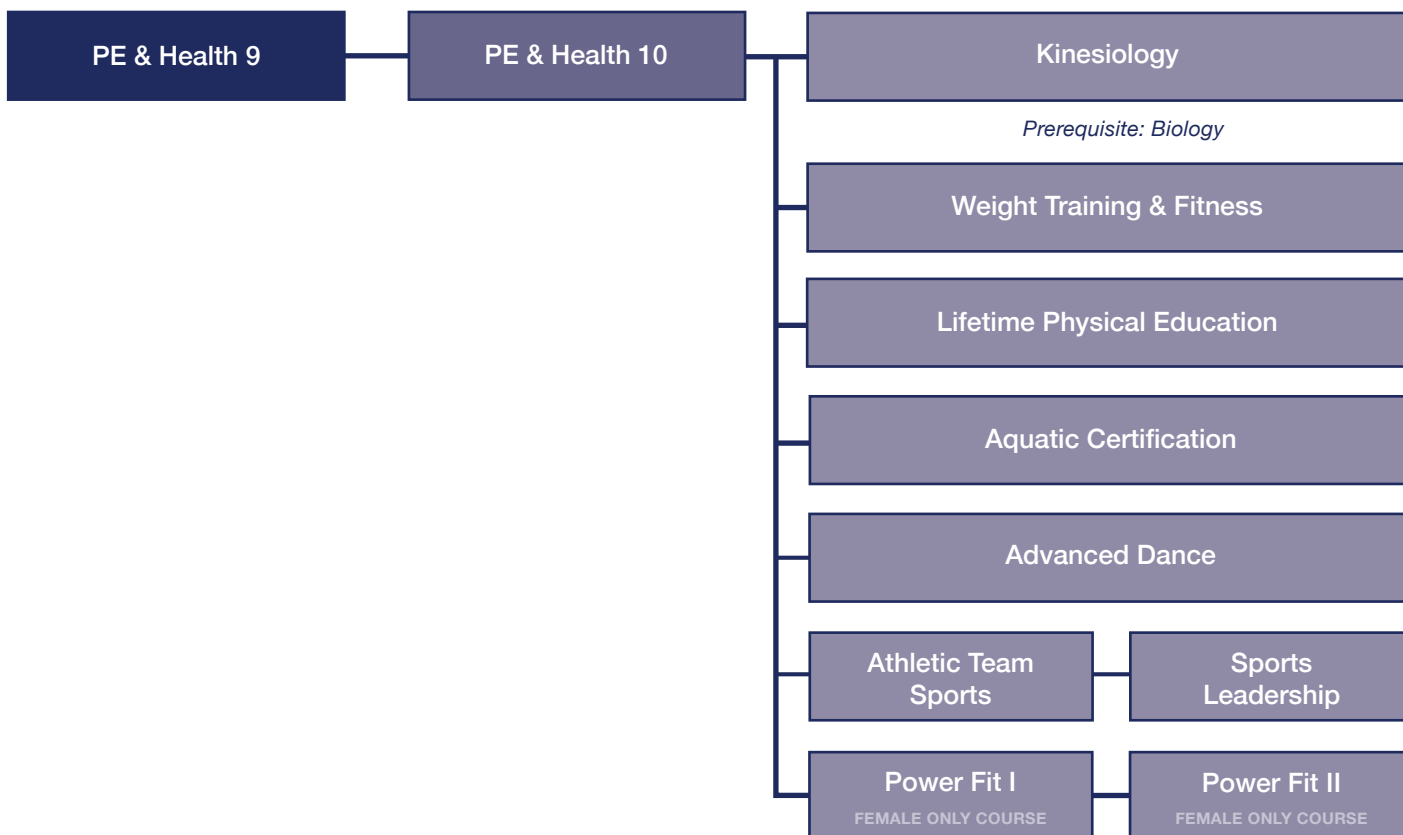 PE & Health 9
PE & Health 10
Kinesiology
Prerequisite: Biology
Weight Training & Fitness
Lifetime Physical Education
Aquatic Certification
Advanced Dance
Athletic Team
Sports
Sports
Leadership
Power Fit I
FEMALE ONLY COURSE
Power Fit II
FEMALE ONLY COURSE